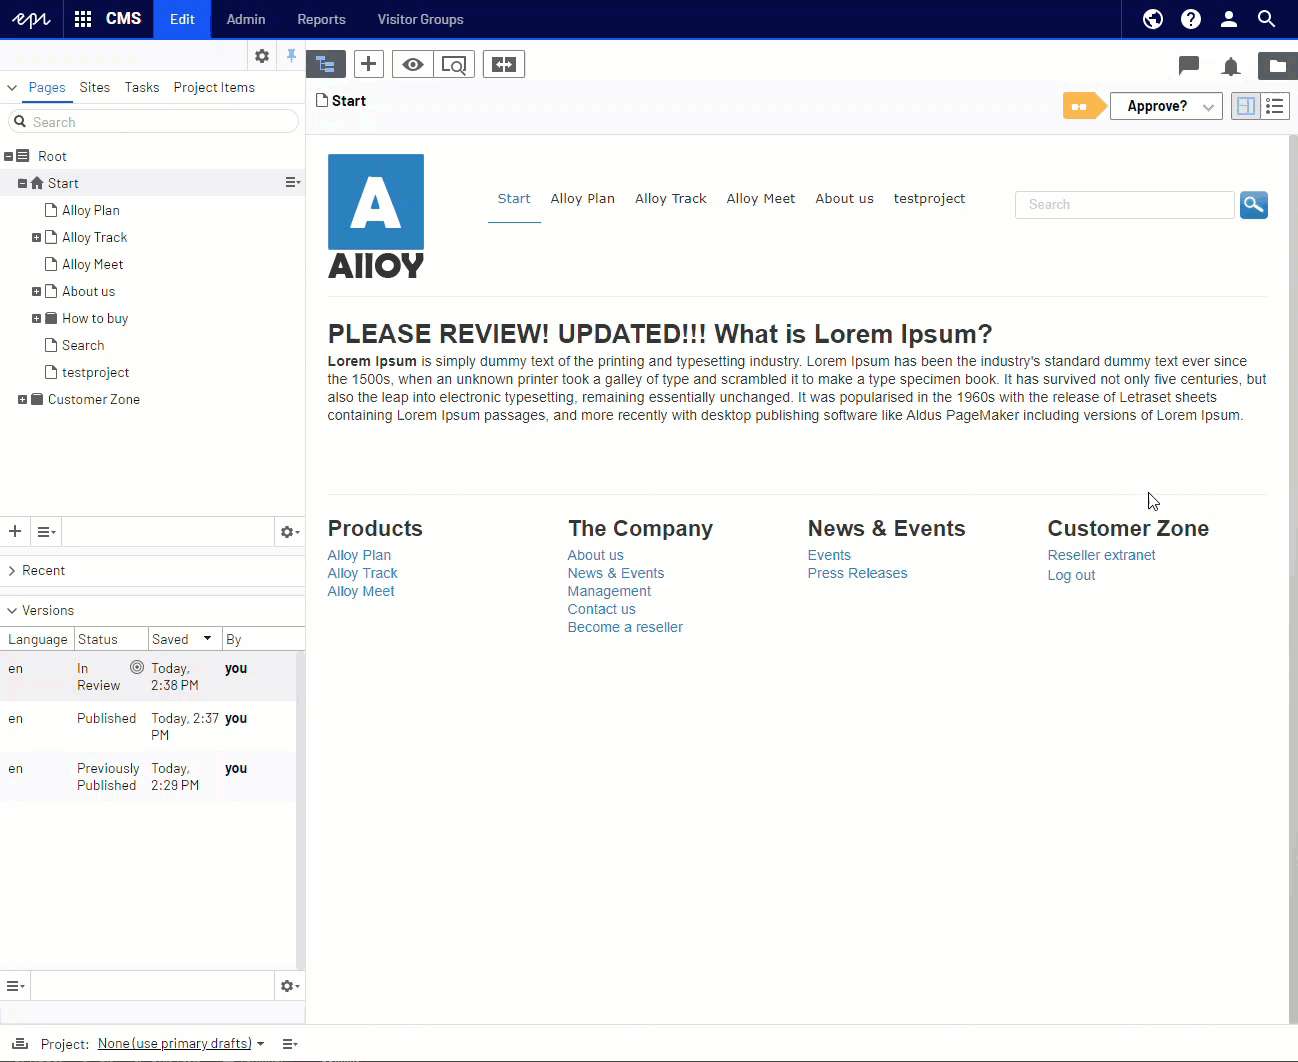 epi CMS Edit Admin Reports Visitor Groups
Pages Sites Tasks Project Items
Search
Root
Start
Alloy Plan
Alloy Track
Alloy Meet
About us
How to buy
Search
testproject
Customer Zone
Recent
Versions
Language Status Saved By
en In Review Today, 2:38 PM you
en Published Today, 2:37 PM you
en Previously Published Today, 2:29 PM you
Start
Approve?
A
Alloy
Start Alloy Plan Alloy Track Alloy Meet About us testproject
Search
PLEASE REVIEW! UPDATED!!! What is Lorem Ipsum?
Lorem Ipsum is simply dummy text of the printing and typesetting industry. Lorem Ipsum has been the industry's standard dummy text ever since
the 1500s, when an unknown printer took a galley of type and scrambled it to make a type specimen book. It has survived not only five centuries, but
also the leap into electronic typesetting, remaining essentially unchanged. It was popularised in the 1960s with the release of Letraset sheets
containing Lorem Ipsum passages, and more recently with desktop publishing software like Aldus PageMaker including versions of Lorem Ipsum.
Products
Alloy Plan
Alloy Track
Alloy Meet
The Company
About us
News & Events
Management
Contact us
Become a reseller
News & Events
Events
Press Releases
Customer Zone
Reseller extranet
Log out
Project: None (use primary drafts)